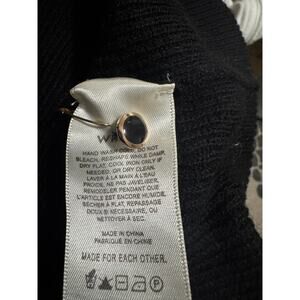 HAND WASH COLD, DO NOT
BLEACH, RESHAPE WHILE DAMP,
DRY FLAT, COOL IRON ONLY IF
NEEDED, OR DRY CLEAN.
LAVER À LA MAIN À L'EAU
FROIDE, NE PAS JAVELISER,
REMODELER PENDANT QUE
L'ARTICLE EST ENCORE HUMIDE,
SÉCHER À PLAT, REPASSAGE
DOUX SI NÉCESSAIRE, OU
NETTOYER À SEC.
MADE IN CHINA
FABRIQUÉ EN CHINE
MADE FOR EACH OTHER.